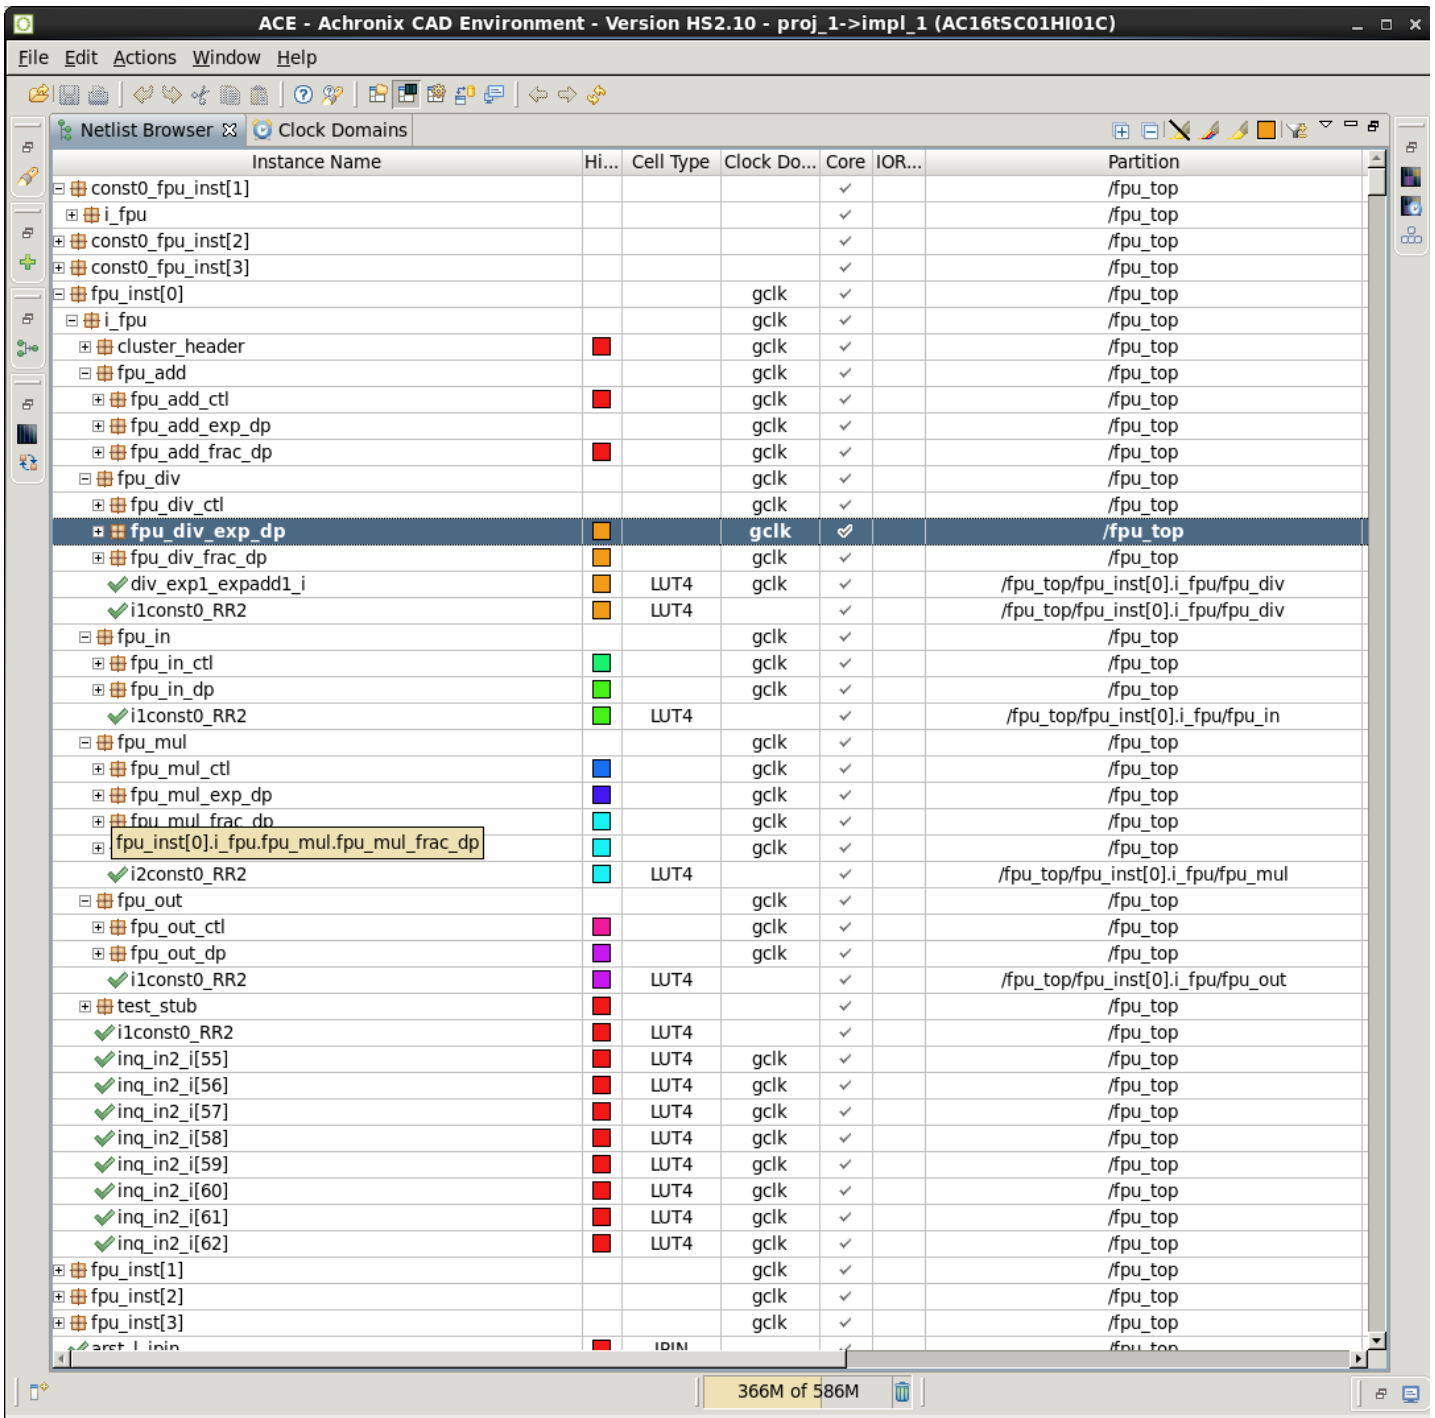 ACE - Achronix CAD Environment - Version HS2.10 - proj_1->impl_1 (AC16tSC01HI01C)
File Edit Actions Window Help
Netlist Browser Clock Domains
Instance Name Hi... Cell Type Clock Do... Core IOR... Partition
const0_fpu_inst[1] /fpu_top
i_fpu /fpu_top
const0_fpu_inst[2] /fpu_top
const0_fpu_inst[3] /fpu_top
fpu_inst[0] gclk /fpu_top
i_fpu gclk /fpu_top
cluster_header gclk /fpu_top
fpu_add gclk /fpu_top
fpu_add_ctl gclk /fpu_top
fpu_add_exp_dp gclk /fpu_top
fpu_add_frac_dp gclk /fpu_top
fpu_div gclk /fpu_top
fpu_div_ctl gclk /fpu_top
fpu_div_exp_dp gclk /fpu_top
fpu_div_frac_dp gclk /fpu_top
div_exp1_expadd1_i LUT4 gclk /fpu_top/fpu_inst[0].i_fpu/fpu_div
i1const0_RR2 LUT4 /fpu_top/fpu_inst[0].i_fpu/fpu_div
fpu_in gclk /fpu_top
fpu_in_ctl gclk /fpu_top
fpu_in_dp gclk /fpu_top
i1const0_RR2 LUT4 /fpu_top/fpu_inst[0].i_fpu/fpu_in
fpu_mul gclk /fpu_top
fpu_mul_ctl gclk /fpu_top
fpu_mul_exp_dp gclk /fpu_top
fpu_mul_frac_dp gclk /fpu_top
fpu_inst[0].i_fpu.fpu_mul.fpu_mul_frac_dp gclk /fpu_top
i2const0_RR2 LUT4 /fpu_top/fpu_inst[0].i_fpu/fpu_mul
fpu_out gclk /fpu_top
fpu_out_ctl gclk /fpu_top
fpu_out_dp gclk /fpu_top
i1const0_RR2 LUT4 /fpu_top/fpu_inst[0].i_fpu/fpu_out
test_stub /fpu_top
i1const0_RR2 LUT4 /fpu_top
inq_in2_i[55] LUT4 gclk /fpu_top
inq_in2_i[56] LUT4 gclk /fpu_top
inq_in2_i[57] LUT4 gclk /fpu_top
inq_in2_i[58] LUT4 gclk /fpu_top
inq_in2_i[59] LUT4 gclk /fpu_top
inq_in2_i[60] LUT4 gclk /fpu_top
inq_in2_i[61] LUT4 gclk /fpu_top
inq_in2_i[62] LUT4 gclk /fpu_top
fpu_inst[1] gclk /fpu_top
fpu_inst[2] gclk /fpu_top
fpu_inst[3] gclk /fpu_top
arst_l_ipin IPIN /fpu_top
366M of 586M